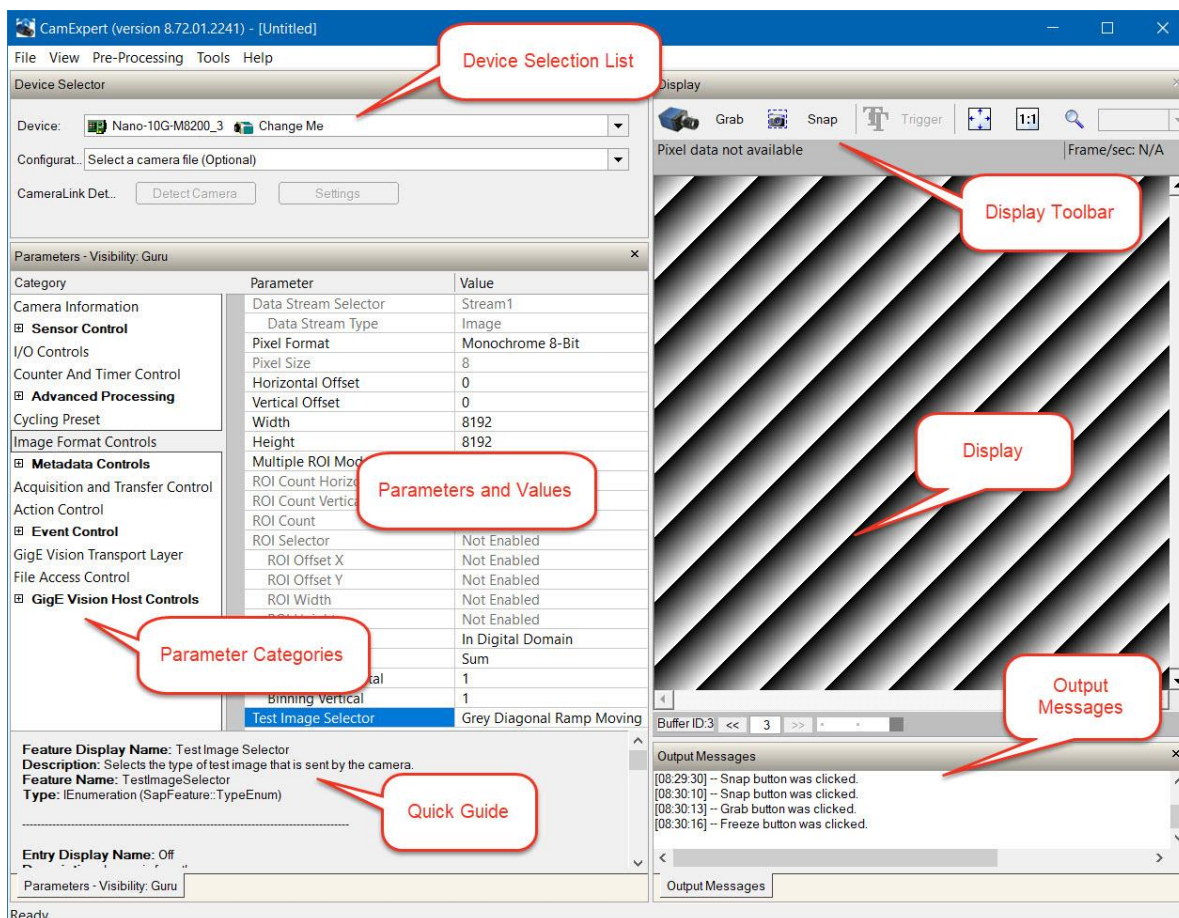 CamExpert (version 8.72.01.2241) - [Untitled]
File View Pre-Processing Tools Help
Device Selection List
Device Selector
Device: Nano-10G-M8200_3 Change Me
Configurat... Select a camera file (Optional)
CameraLink Det... Detect Camera Settings
Parameters - Visibility: Guru
Category
Camera Information
Sensor Control
I/O Controls
Counter And Timer Control
Advanced Processing
Cycling Preset
Image Format Controls
Metadata Controls
Acquisition and Transfer Control
Action Control
Event Control
GigE Vision Transport Layer
File Access Control
GigE Vision Host Controls
Parameter Categories
Parameter Value
Data Stream Selector Stream1
Data Stream Type Image
Pixel Format Monochrome 8-Bit
Pixel Size 8
Horizontal Offset 0
Vertical Offset 0
Width 8192
Height 8192
Multiple ROI Mod
ROI Count Horizo
ROI Count Vertica
ROI Count
Parameters and Values
ROI Selector Not Enabled
ROI Offset X Not Enabled
ROI Offset Y Not Enabled
ROI Width Not Enabled
Not Enabled
In Digital Domain
Sum
tal 1
Binning Vertical 1
Test Image Selector Grey Diagonal Ramp Moving
Feature Display Name: Test Image Selector
Description: Selects the type of test image that is sent by the camera.
Feature Name: TestImageSelector
Type: IEnumeration (SapFeature::TypeEnum)
Quick Guide
Entry Display Name: Off
Parameters - Visibility: Guru
Ready
Display
Grab Snap Trigger 1:1
Pixel data not available Frame/sec: N/A
Display Toolbar
Display
Output
Messages
Buffer ID:3 << 3 >>
Output Messages
[08:29:30] -- Snap button was clicked.
[08:30:10] -- Snap button was clicked.
[08:30:13] -- Grab button was clicked.
[08:30:16] -- Freeze button was clicked.
Output Messages